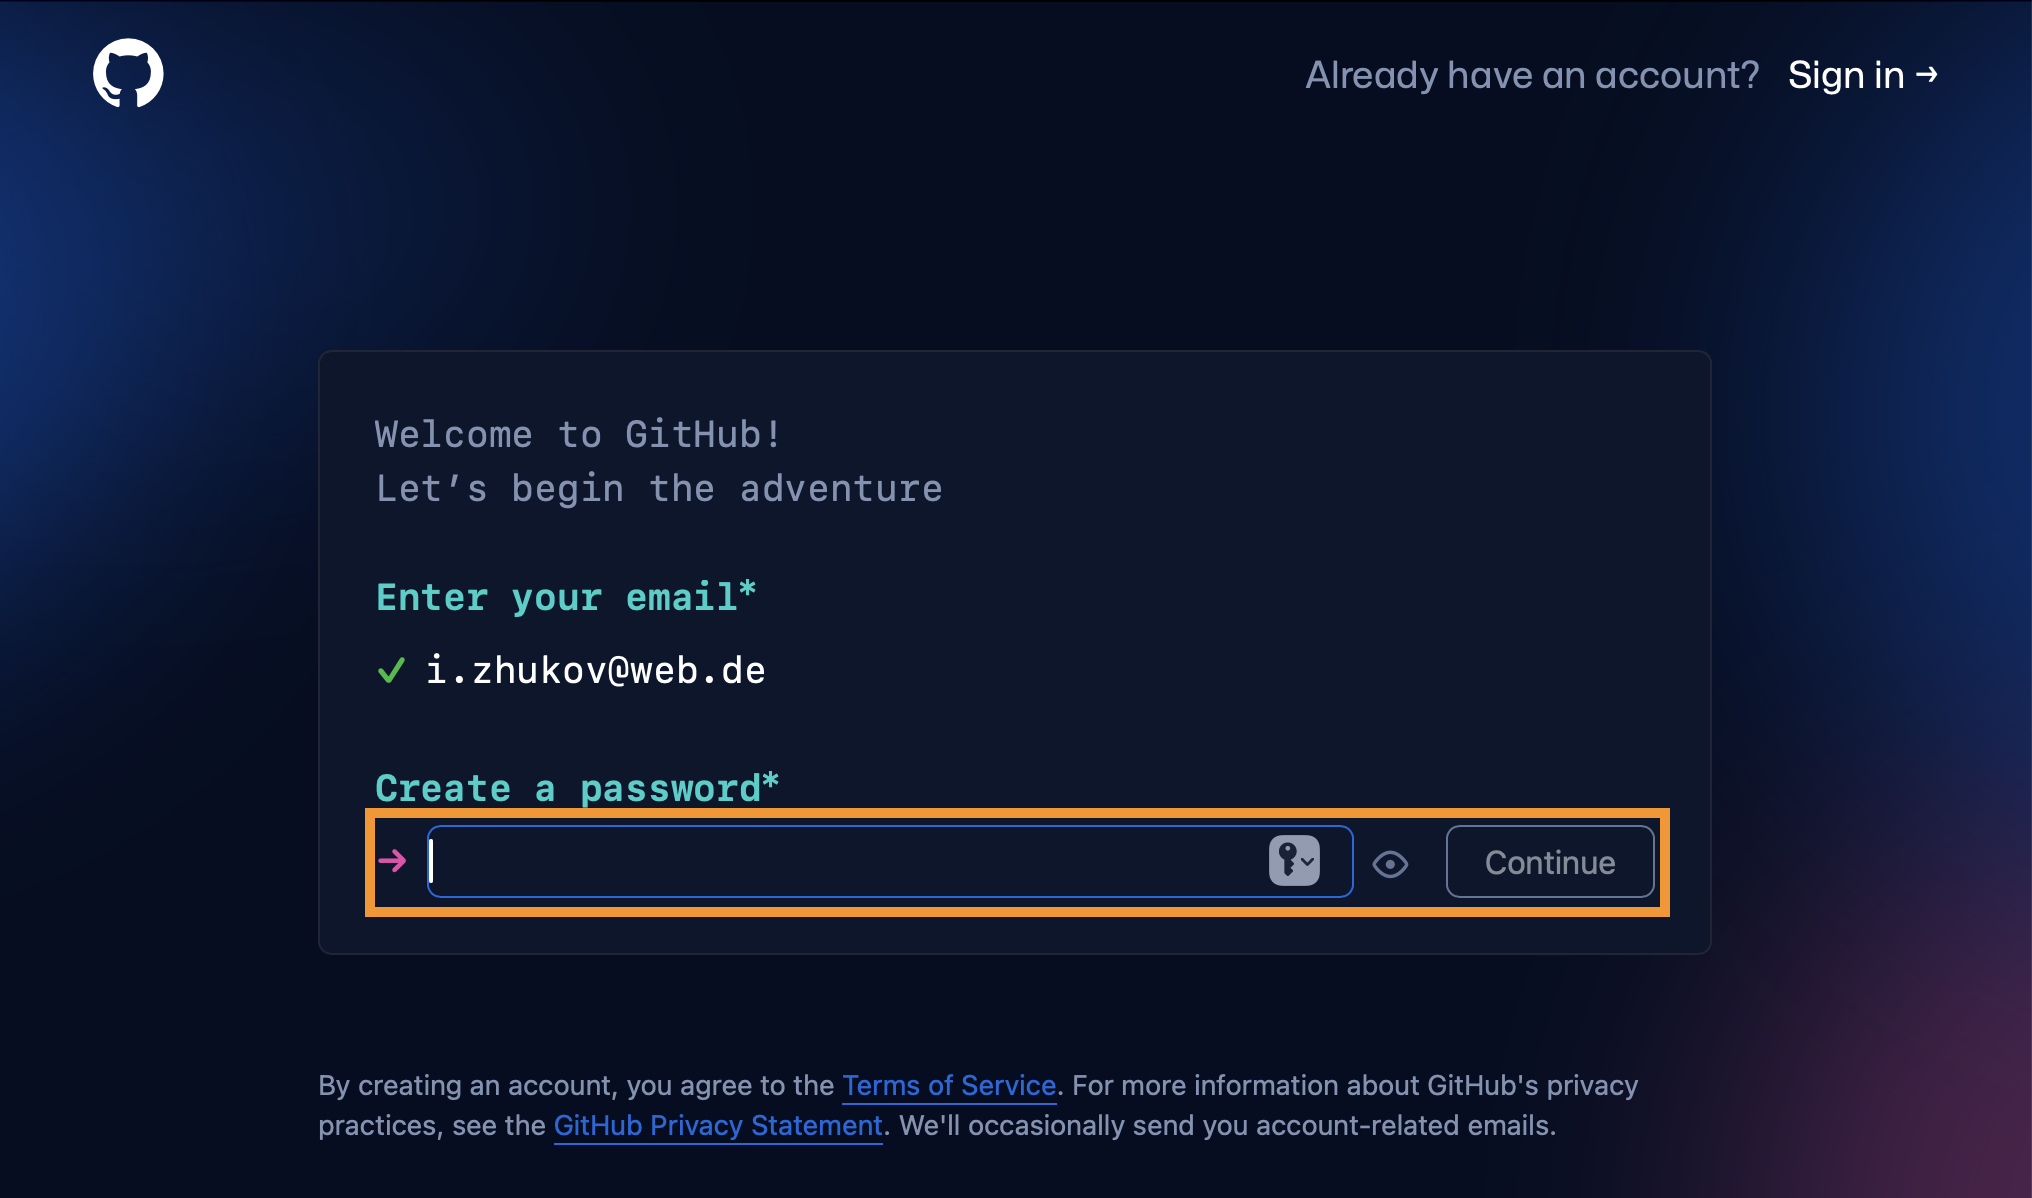 Already have an account? Sign in →
Welcome to GitHub!
Let’s begin the adventure
Enter your email*
✓ i.zhukov@web.de
Create a password*
→ Continue
By creating an account, you agree to the Terms of Service. For more information about GitHub's privacy
practices, see the GitHub Privacy Statement. We'll occasionally send you account-related emails.